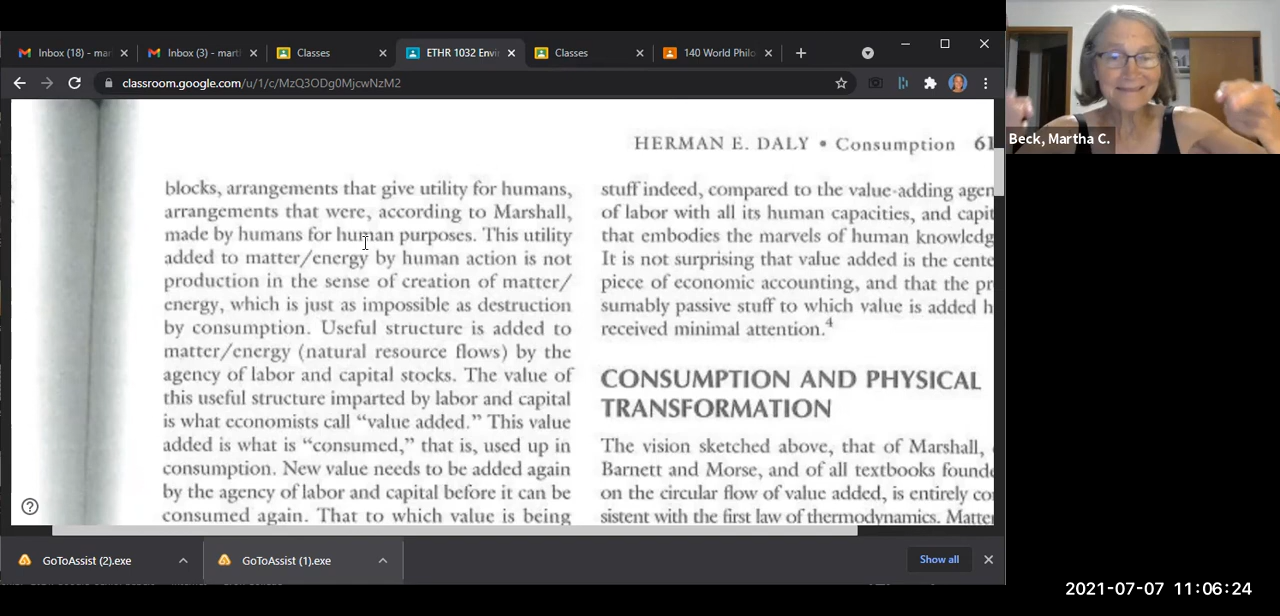 Inbox (18) - mar
Inbox (3) - mart
Classes
ETHR 1032 Envi
Classes
140 World Philo
classroom.google.com/u/1/c/MzQ3ODg0MjcwNzM2
Beck, Martha C.
HERMAN E. DALY • Consumption 61
blocks, arrangements that give utility for humans,
arrangements that were, according to Marshall,
made by humans for human purposes. This utility
added to matter/energy by human action is not
production in the sense of creation of matter/
energy, which is just as impossible as destruction
by consumption. Useful structure is added to
matter/energy (natural resource flows) by the
agency of labor and capital stocks. The value of
this useful structure imparted by labor and capital
is what economists call “value added.” This value
added is what is “consumed,” that is, used up in
consumption. New value needs to be added again
by the agency of labor and capital before it can be
consumed again. That to which value is being
stuff indeed, compared to the value-adding agen
of labor with all its human capacities, and capit
that embodies the marvels of human knowledg
It is not surprising that value added is the cente
piece of economic accounting, and that the pr
sumably passive stuff to which value is added h
received minimal attention.4
CONSUMPTION AND PHYSICAL
TRANSFORMATION
The vision sketched above, that of Marshall,
Barnett and Morse, and of all textbooks founde
on the circular flow of value added, is entirely co
sistent with the first law of thermodynamics. Matte
GoToAssist (2).exe
GoToAssist (1).exe
Show all
2021-07-07 11:06:24